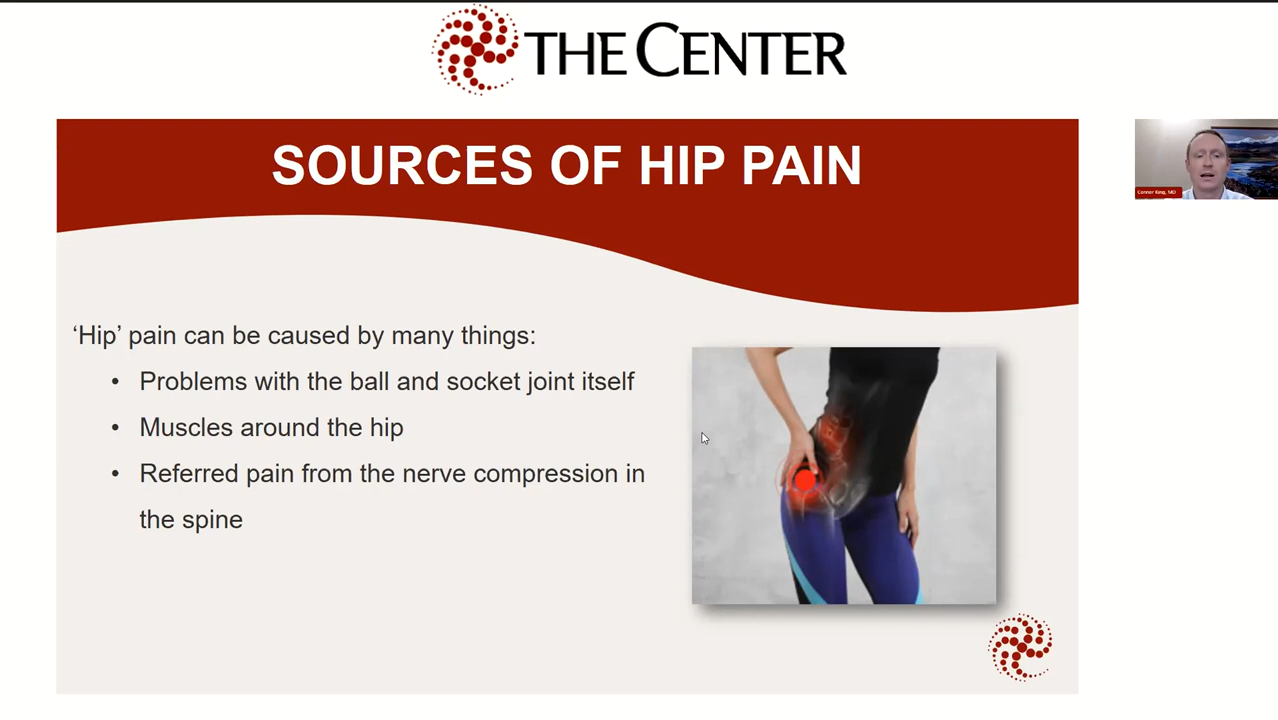 THE CENTER
SOURCES OF HIP PAIN
Connor King, MD
‘Hip’ pain can be caused by many things:
• Problems with the ball and socket joint itself
• Muscles around the hip
• Referred pain from the nerve compression in
the spine